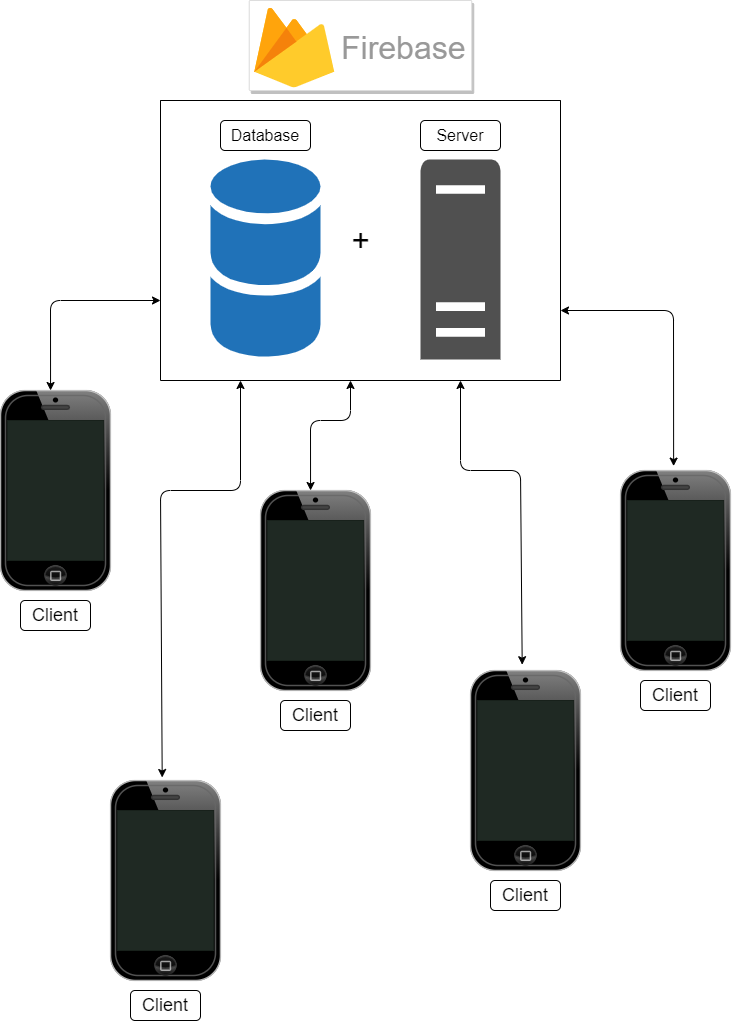 Firebase
Database
Server
+
Client
Client
Client
Client
Client